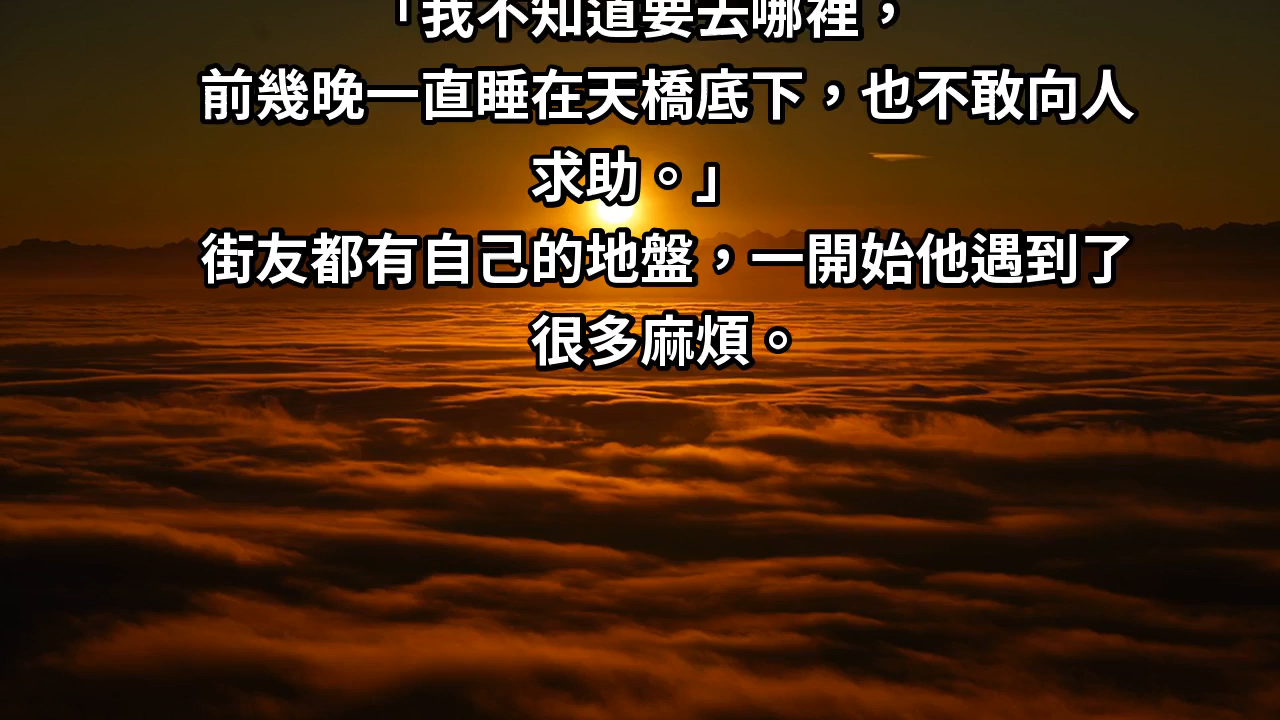 「我不知道要去哪裡，
前幾晚一直睡在天橋底下，也不敢向人
求助。」
街友都有自己的地盤，一開始他遇到了
很多麻煩。